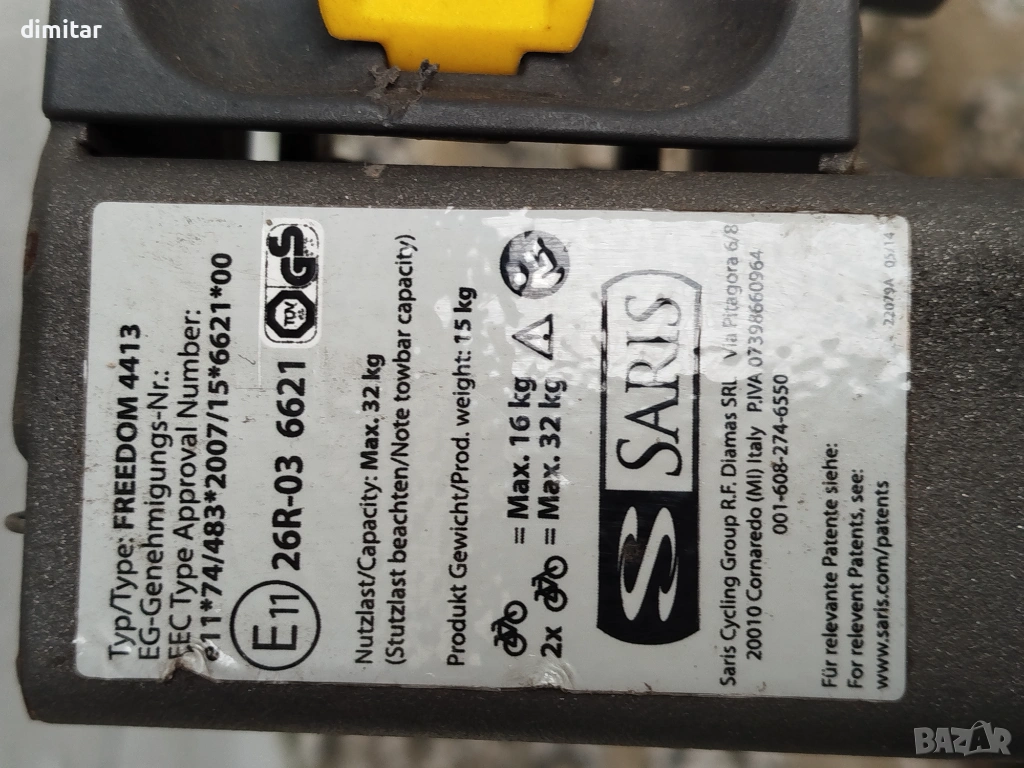 dimitar
Typ/Type: FREEDOM 4413
EG-Genehmigungs-Nr.:
EEC Type Approval Number:
e11*74/483*2007/15*6621*00
E11 26R-03 6621
TÜV GS
Nutzlast/Capacity: Max. 32 kg
(Stutzlast beachten/Note towbar capacity)
Produkt Gewicht/Prod. weight: 15 kg
= Max. 16 kg
2x = Max. 32 kg
S SARIS
Saris Cycling Group R.F. Diamas SRL Via Pitagora 6/8
20010 Cornaredo (MI) Italy P.IVA 07398660964
001-608-274-6550
Für relevante Patente siehe:
For relevent Patents, see:
www.saris.com/patents
22079A 05.14
BAZAR